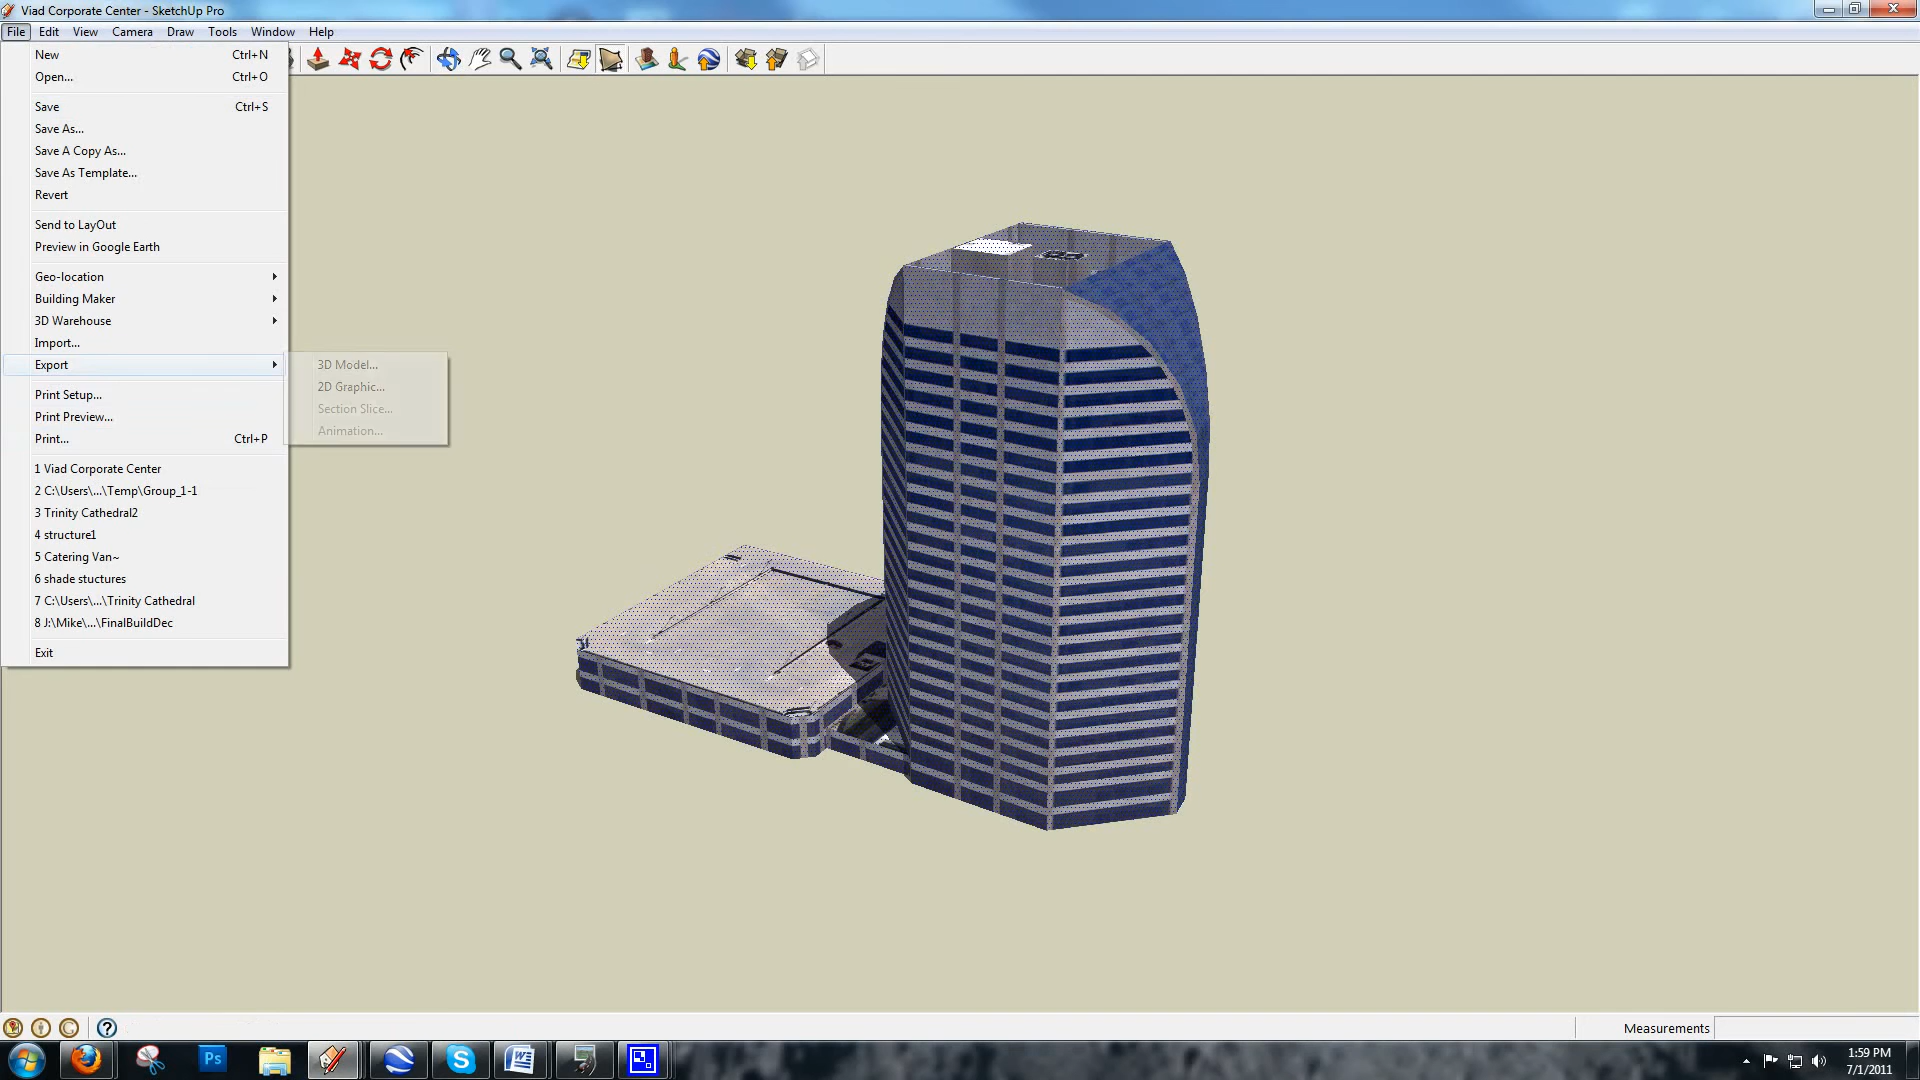 Viad Corporate Center - SketchUp Pro
File Edit View Camera Draw Tools Window Help
New Ctrl+N
Open... Ctrl+O
Save Ctrl+S
Save As...
Save A Copy As...
Save As Template...
Revert
Send to LayOut
Preview in Google Earth
Geo-location
Building Maker
3D Warehouse
Import...
Export
3D Model...
2D Graphic...
Section Slice...
Animation...
Print Setup...
Print Preview...
Print... Ctrl+P
1 Viad Corporate Center
2 C:\Users\...\Temp\Group_1-1
3 Trinity Cathedral2
4 structure1
5 Catering Van~
6 shade stuctures
7 C:\Users\...\Trinity Cathedral
8 J:\Mike\...\FinalBuildDec
Exit
Measurements
Ps
1:59 PM
7/1/2011